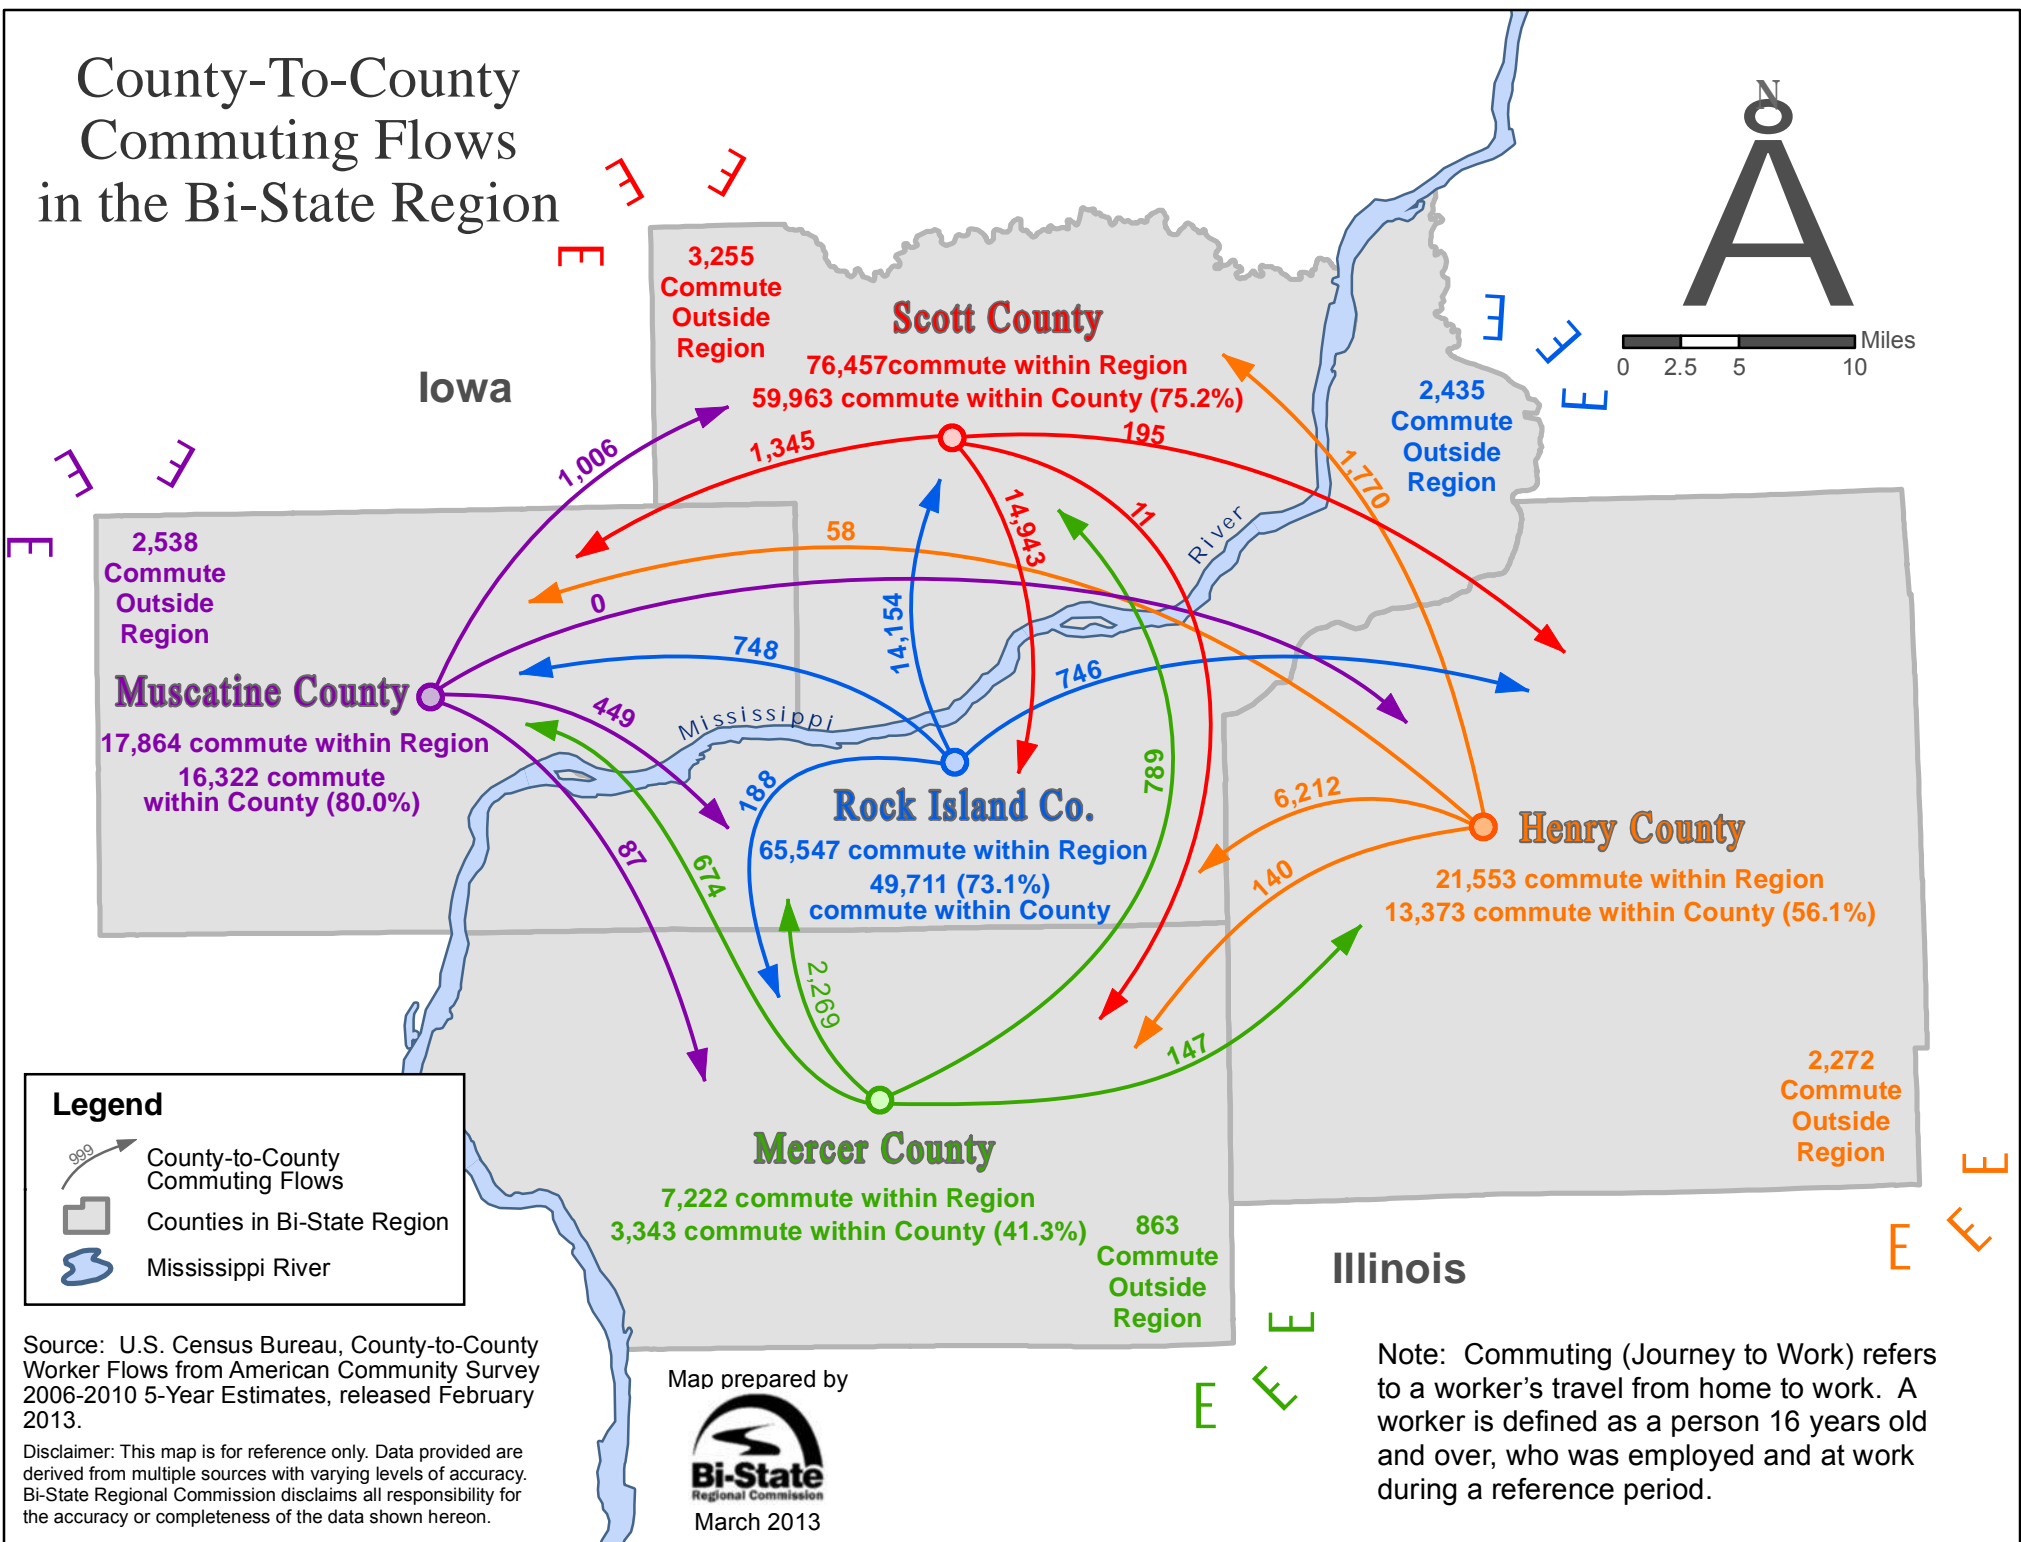 County-To-County
Commuting Flows
in the Bi-State Region
N
Miles
0 2.5 5 10
Iowa
Illinois
3,255
Commute
Outside
Region
Scott County
76,457commute within Region
59,963 commute within County (75.2%)
1,345
195
14,943
11
2,435
Commute
Outside
Region
1,006
1,770
58
0
2,538
Commute
Outside
Region
Muscatine County
17,864 commute within Region
16,322 commute
within County (80.0%)
449
87
748
14,154
746
188
Mississippi
River
Rock Island Co.
65,547 commute within Region
49,711 (73.1%)
commute within County
674
2,269
789
147
6,212
140
Henry County
21,553 commute within Region
13,373 commute within County (56.1%)
2,272
Commute
Outside
Region
Mercer County
7,222 commute within Region
3,343 commute within County (41.3%)
863
Commute
Outside
Region
Legend
999
County-to-County
Commuting Flows
Counties in Bi-State Region
Mississippi River
Source: U.S. Census Bureau, County-to-County
Worker Flows from American Community Survey
2006-2010 5-Year Estimates, released February
2013.
Disclaimer: This map is for reference only. Data provided are
derived from multiple sources with varying levels of accuracy.
Bi-State Regional Commission disclaims all responsibility for
the accuracy or completeness of the data shown hereon.
Map prepared by
Bi-State
Regional Commission
March 2013
Note: Commuting (Journey to Work) refers
to a worker’s travel from home to work. A
worker is defined as a person 16 years old
and over, who was employed and at work
during a reference period.